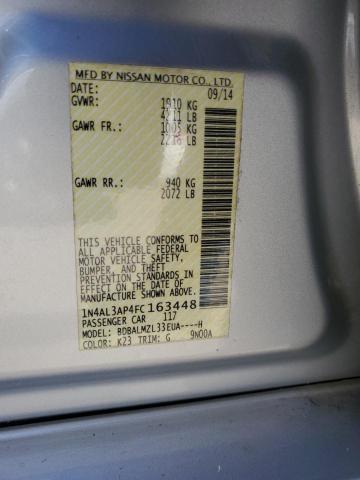 MFD BY NISSAN MOTOR CO., LTD.
DATE: 09/14
GVWR: 1910 KG
4211 LB
GAWR FR.: 1005 KG
2216 LB
GAWR RR.: 940 KG
2072 LB
THIS VEHICLE CONFORMS TO
ALL APPLICABLE FEDERAL
MOTOR VEHICLE SAFETY,
BUMPER, AND THEFT
PREVENTION STANDARDS IN
EFFECT ON THE DATE OF
MANUFACTURE SHOWN ABOVE.
1N4AL3AP4FC163448
PASSENGER CAR 117
MODEL: BDBALMZL33EUA----H
COLOR: K23 TRIM: G 9N00A